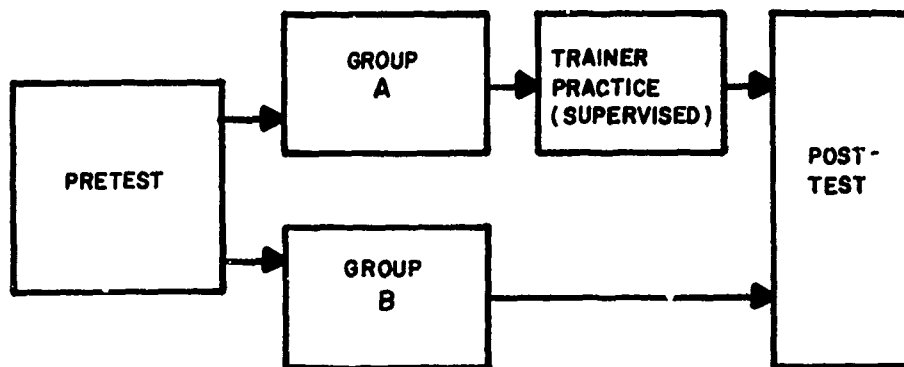 PRETEST
GROUP
A
TRAINER
PRACTICE
(SUPERVISED)
GROUP
B
POST-
TEST